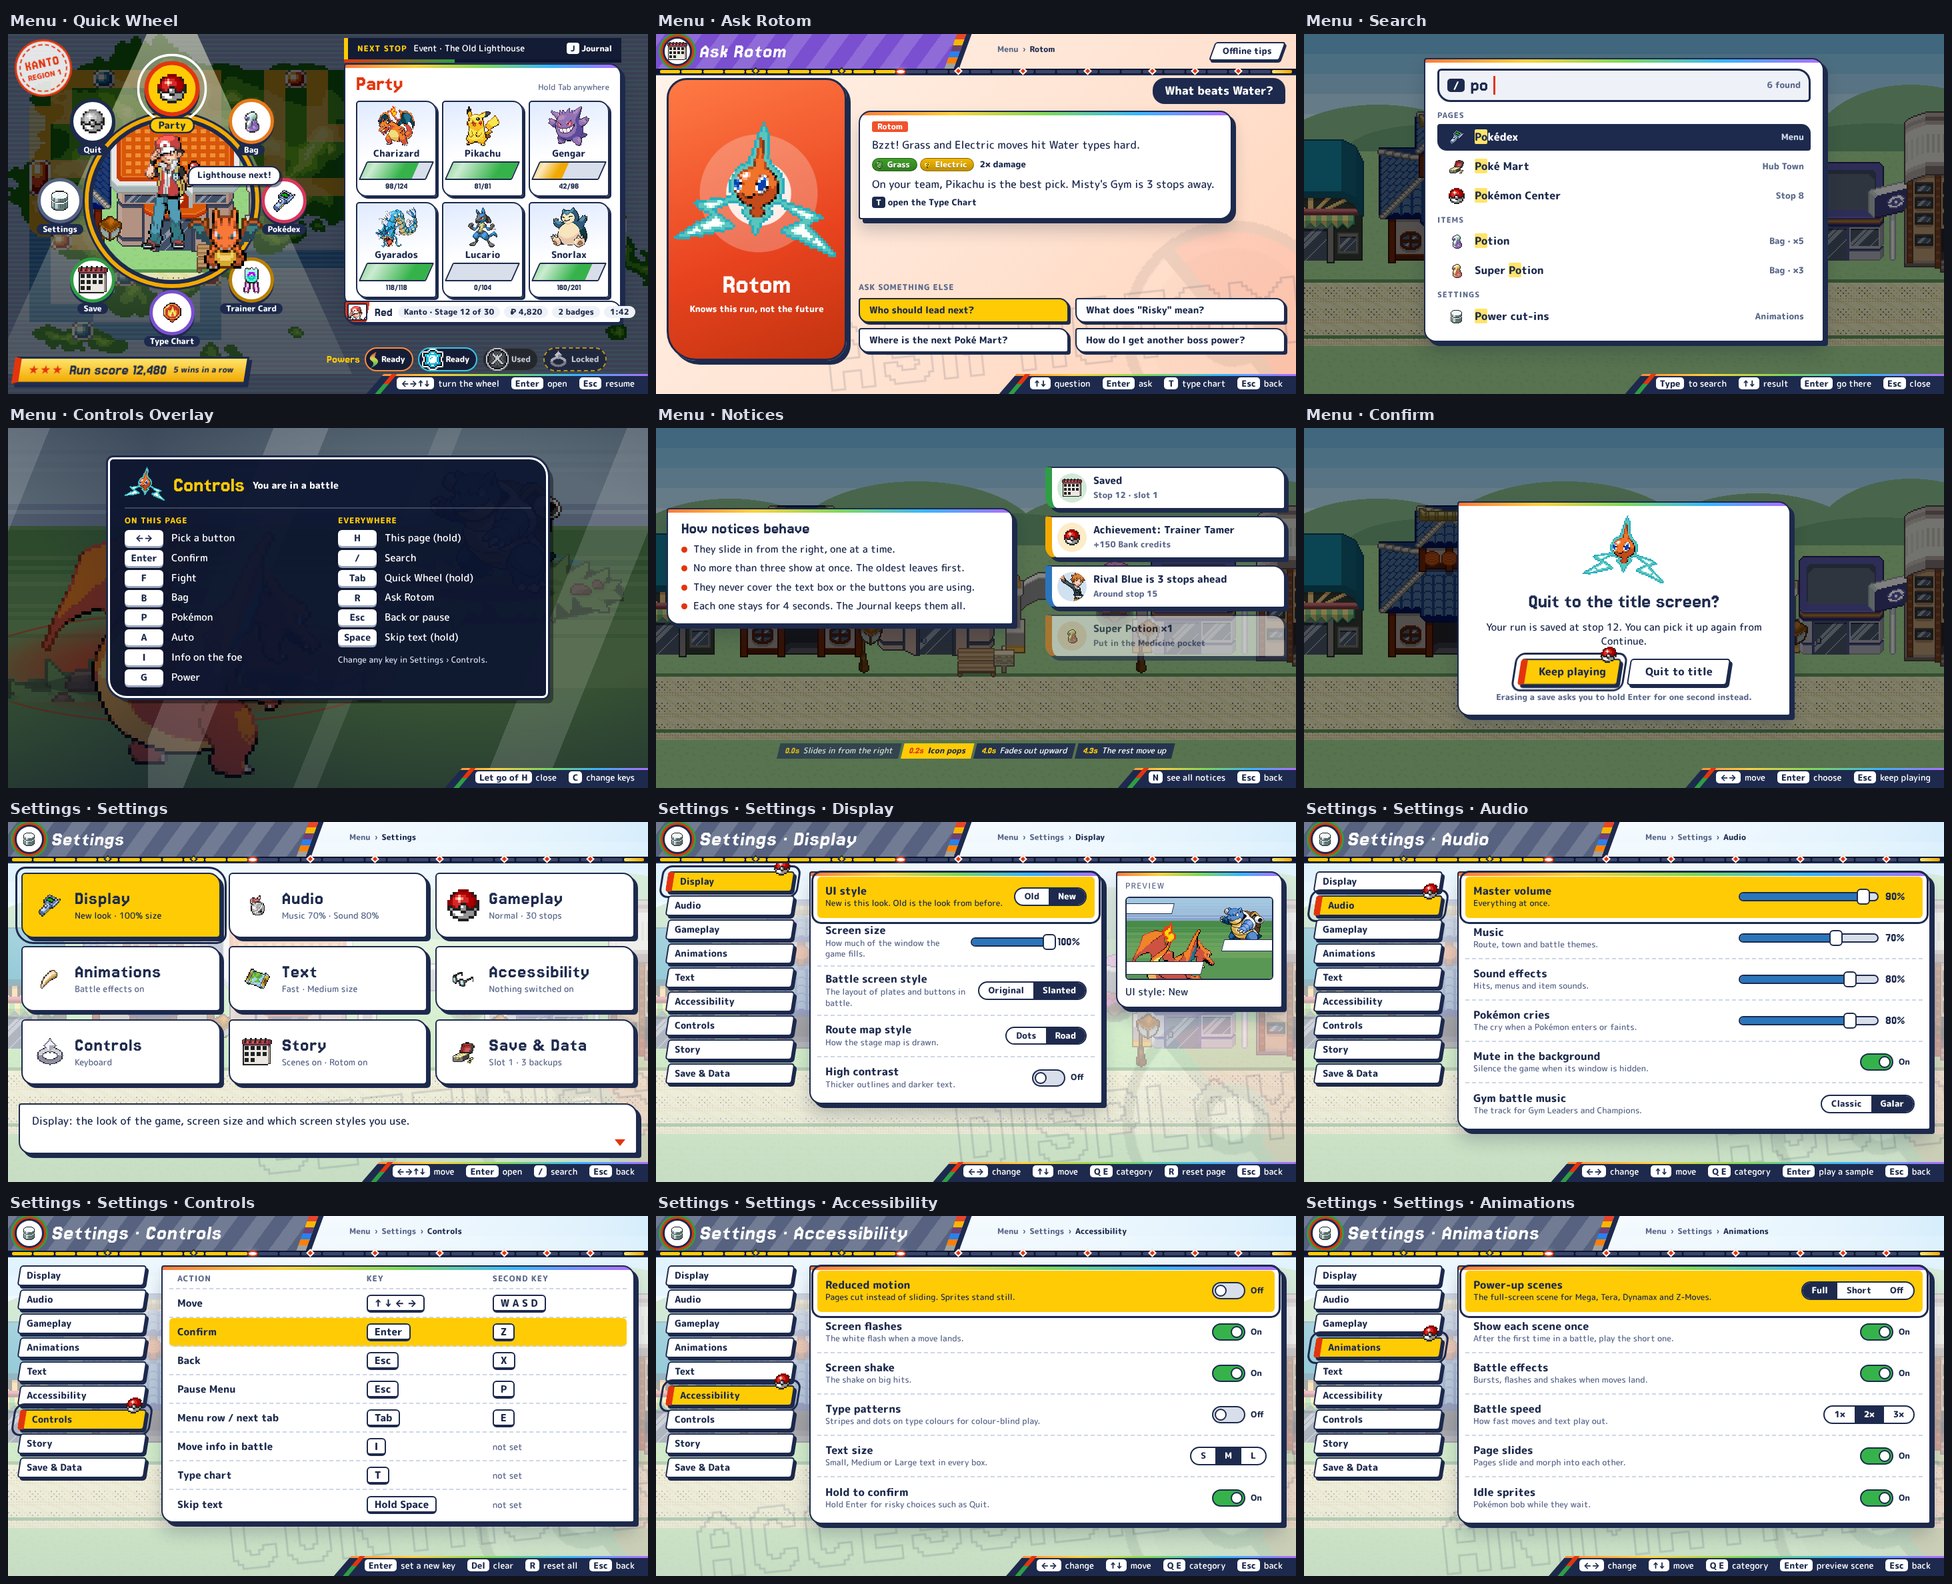 Menu · Quick Wheel
KANTO
REGION 1
NEXT STOP Event · The Old Lighthouse J Journal
Party
Hold Tab anywhere
Charizard
98/124
Pikachu
81/81
Gengar
42/98
Gyarados
118/118
Lucario
0/104
Snorlax
160/201
Party
Quit
Bag
Lighthouse next!
Settings
Pokédex
Save
Trainer Card
Type Chart
Red Kanto · Stage 12 of 30 ₽ 4,820 2 badges 1:42
Powers Ready Ready Used Locked
★★★ Run score 12,480 5 wins in a row
←→↑↓ turn the wheel Enter open Esc resume
Menu · Ask Rotom
Ask Rotom
Menu › Rotom
Offline tips
What beats Water?
Rotom
Bzzt! Grass and Electric moves hit Water types hard.
Grass Electric 2× damage
On your team, Pikachu is the best pick. Misty's Gym is 3 stops away.
T open the Type Chart
Rotom
Knows this run, not the future
ASK SOMETHING ELSE
Who should lead next?
What does "Risky" mean?
Where is the next Poké Mart?
How do I get another boss power?
↑↓ question Enter ask T type chart Esc back
Menu · Search
/ po 6 found
PAGES
Pokédex Menu
Poké Mart Hub Town
Pokémon Center Stop 8
ITEMS
Potion Bag · ×5
Super Potion Bag · ×3
SETTINGS
Power cut-ins Animations
Type to search ↑↓ result Enter go there Esc close
Menu · Controls Overlay
Controls You are in a battle
ON THIS PAGE
←→ Pick a button
Enter Confirm
F Fight
B Bag
P Pokémon
A Auto
I Info on the foe
G Power
EVERYWHERE
H This page (hold)
/ Search
Tab Quick Wheel (hold)
R Ask Rotom
Esc Back or pause
Space Skip text (hold)
Change any key in Settings › Controls.
Let go of H close C change keys
Menu · Notices
How notices behave
They slide in from the right, one at a time.
No more than three show at once. The oldest leaves first.
They never cover the text box or the buttons you are using.
Each one stays for 4 seconds. The Journal keeps them all.
Saved
Stop 12 · slot 1
Achievement: Trainer Tamer
+150 Bank credits
Rival Blue is 3 stops ahead
Around stop 15
Super Potion ×1
Put in the Medicine pocket
0.0s Slides in from the right 0.2s Icon pops 4.0s Fades out upward 4.3s The rest move up
N see all notices Esc back
Menu · Confirm
Quit to the title screen?
Your run is saved at stop 12. You can pick it up again from
Continue.
Keep playing Quit to title
Erasing a save asks you to hold Enter for one second instead.
←→ move Enter choose Esc keep playing
Settings · Settings
Settings
Menu › Settings
Display
New look · 100% size
Audio
Music 70% · Sound 80%
Gameplay
Normal · 30 stops
Animations
Battle effects on
Text
Fast · Medium size
Accessibility
Nothing switched on
Controls
Keyboard
Story
Scenes on · Rotom on
Save & Data
Slot 1 · 3 backups
Display: the look of the game, screen size and which screen styles you use.
←→↑↓ move Enter open / search Esc back
Settings · Settings · Display
Settings · Display
Menu › Settings › Display
Display
Audio
Gameplay
Animations
Text
Accessibility
Controls
Story
Save & Data
UI style
New is this look. Old is the look from before.
Old New
Screen size
How much of the window the
game fills.
100%
Battle screen style
The layout of plates and buttons in
battle.
Original Slanted
Route map style
How the stage map is drawn.
Dots Road
High contrast
Thicker outlines and darker text.
Off
PREVIEW
UI style: New
DISPLAY
←→ change ↑↓ move Q E category R reset page Esc back
Settings · Settings · Audio
Settings · Audio
Menu › Settings › Audio
Display
Audio
Gameplay
Animations
Text
Accessibility
Controls
Story
Save & Data
Master volume
Everything at once.
90%
Music
Route, town and battle themes.
70%
Sound effects
Hits, menus and item sounds.
80%
Pokémon cries
The cry when a Pokémon enters or faints.
80%
Mute in the background
Silence the game when its window is hidden.
On
Gym battle music
The track for Gym Leaders and Champions.
Classic Galar
←→ change ↑↓ move Q E category Enter play a sample Esc back
Settings · Settings · Controls
Settings · Controls
Menu › Settings › Controls
Display
Audio
Gameplay
Animations
Text
Accessibility
Controls
Story
Save & Data
ACTION KEY SECOND KEY
Move ↑↓←→ W A S D
Confirm Enter Z
Back Esc X
Pause Menu Esc P
Menu row / next tab Tab E
Move info in battle I not set
Type chart T not set
Skip text Hold Space not set
Enter set a new key Del clear R reset all Esc back
Settings · Settings · Accessibility
Settings · Accessibility
Menu › Settings › Accessibility
Display
Audio
Gameplay
Animations
Text
Accessibility
Controls
Story
Save & Data
Reduced motion
Pages cut instead of sliding. Sprites stand still.
Off
Screen flashes
The white flash when a move lands.
On
Screen shake
The shake on big hits.
On
Type patterns
Stripes and dots on type colours for colour-blind play.
Off
Text size
Small, Medium or Large text in every box.
S M L
Hold to confirm
Hold Enter for risky choices such as Quit.
On
←→ change ↑↓ move Q E category Esc back
Settings · Settings · Animations
Settings · Animations
Menu › Settings › Animations
Display
Audio
Gameplay
Animations
Text
Accessibility
Controls
Story
Save & Data
Power-up scenes
The full-screen scene for Mega, Tera, Dynamax and Z-Moves.
Full Short Off
Show each scene once
After the first time in a battle, play the short one.
On
Battle effects
Bursts, flashes and shakes when moves land.
On
Battle speed
How fast moves and text play out.
1× 2× 3×
Page slides
Pages slide and morph into each other.
On
Idle sprites
Pokémon bob while they wait.
On
←→ change ↑↓ move Q E category Enter preview scene Esc back